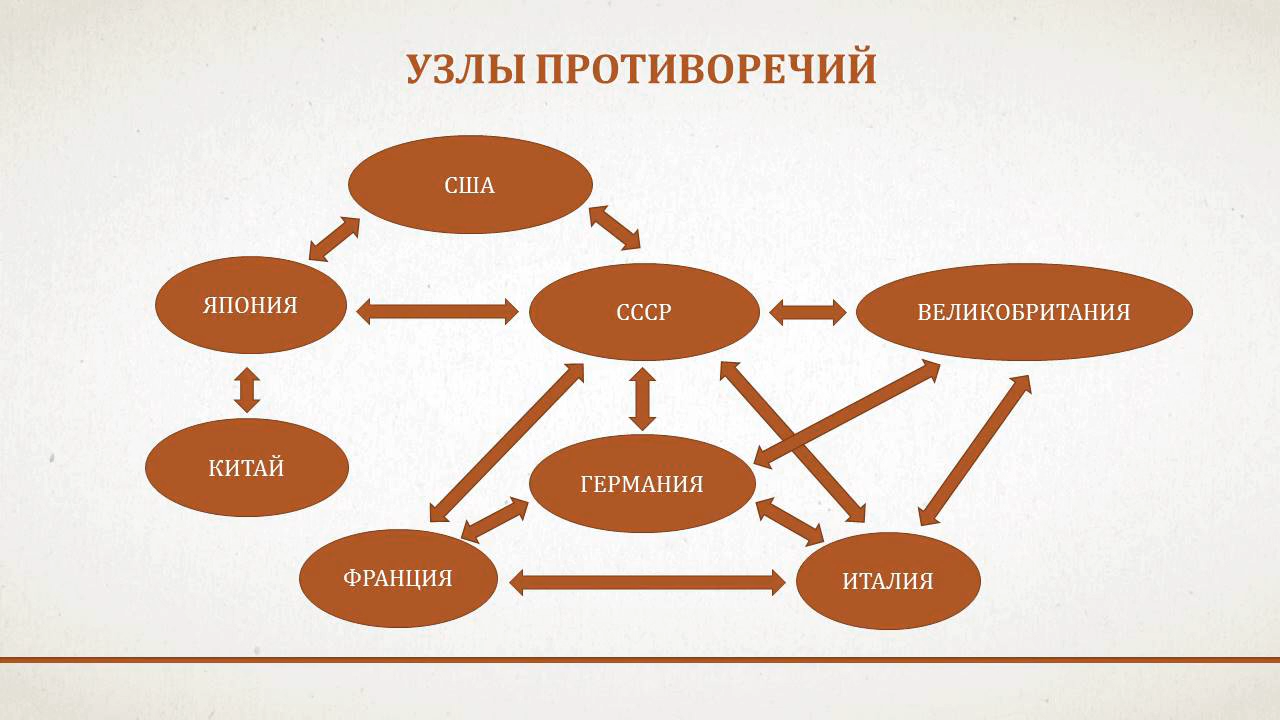 УЗЛЫ ПРОТИВОРЕЧИЙ
США
ЯПОНИЯ
СССР
ВЕЛИКОБРИТАНИЯ
КИТАЙ
ГЕРМАНИЯ
ФРАНЦИЯ
ИТАЛИЯ